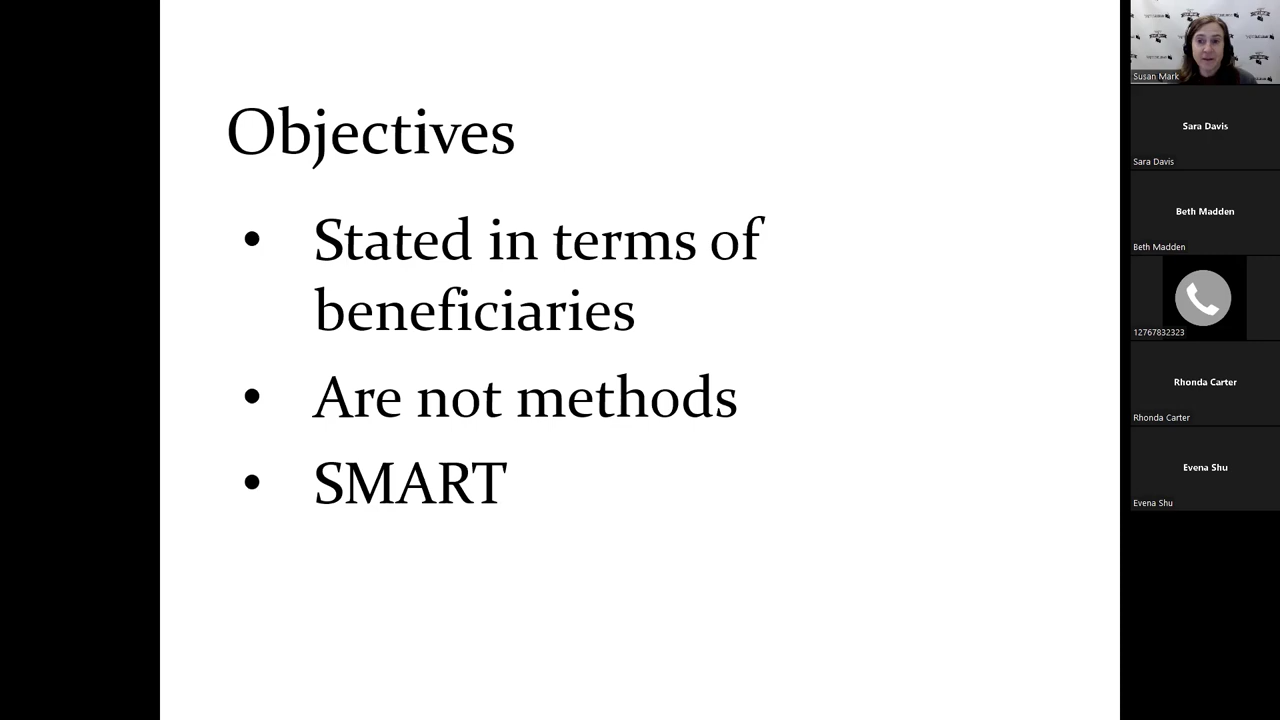 Objectives
• Stated in terms of
beneficiaries
• Are not methods
• SMART
Susan Mark
Sara Davis
Sara Davis
Beth Madden
Beth Madden
12767832323
Rhonda Carter
Rhonda Carter
Evena Shu
Evena Shu